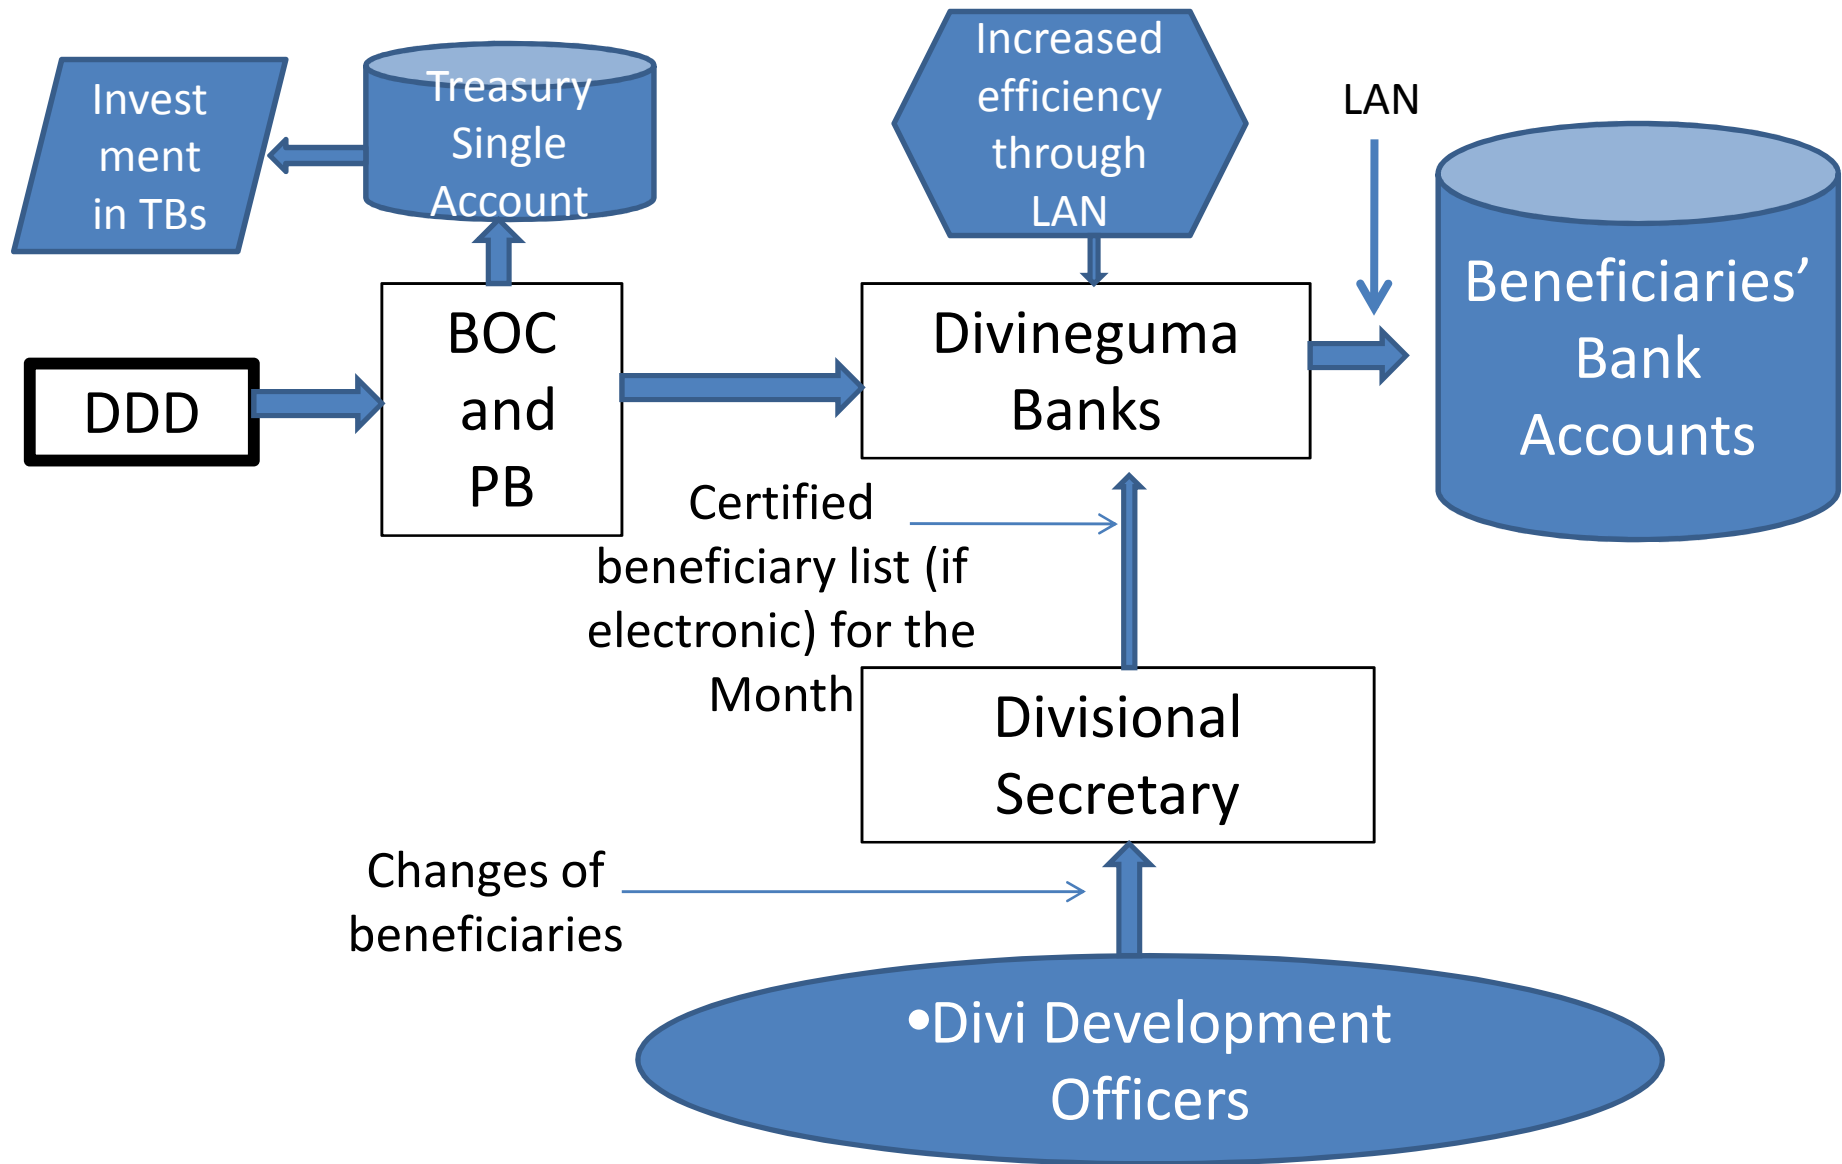 Invest
ment
in TBs
Treasury
Single
Account
Increased
efficiency
through
LAN
LAN
Beneficiaries’
Bank
Accounts
DDD
BOC
and
PB
Divineguma
Banks
Certified
beneficiary list (if
electronic) for the
Month
Divisional
Secretary
Changes of
beneficiaries
•Divi Development
Officers